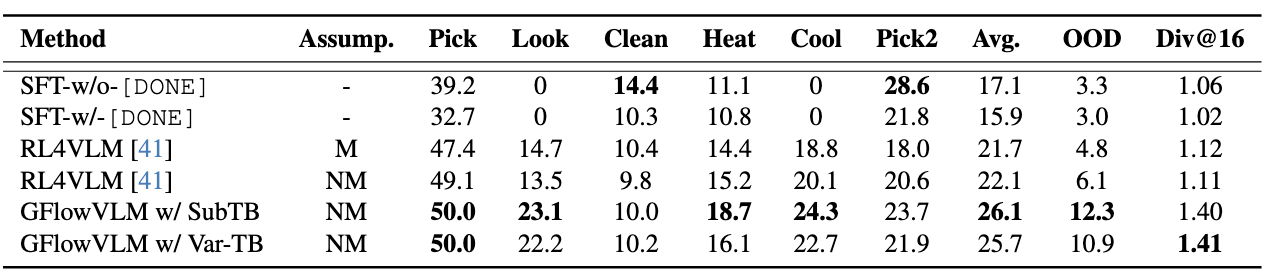 Method Assump. Pick Look Clean Heat Cool Pick2 Avg. OOD Div@16
SFT-w/o-[DONE] - 39.2 0 14.4 11.1 0 28.6 17.1 3.3 1.06
SFT-w/-[DONE] - 32.7 0 10.3 10.8 0 21.8 15.9 3.0 1.02
RL4VLM [41] M 47.4 14.7 10.4 14.4 18.8 18.0 21.7 4.8 1.12
RL4VLM [41] NM 49.1 13.5 9.8 15.2 20.1 20.6 22.1 6.1 1.11
GFlowVLM w/ SubTB NM 50.0 23.1 10.0 18.7 24.3 23.7 26.1 12.3 1.40
GFlowVLM w/ Var-TB NM 50.0 22.2 10.2 16.1 22.7 21.9 25.7 10.9 1.41